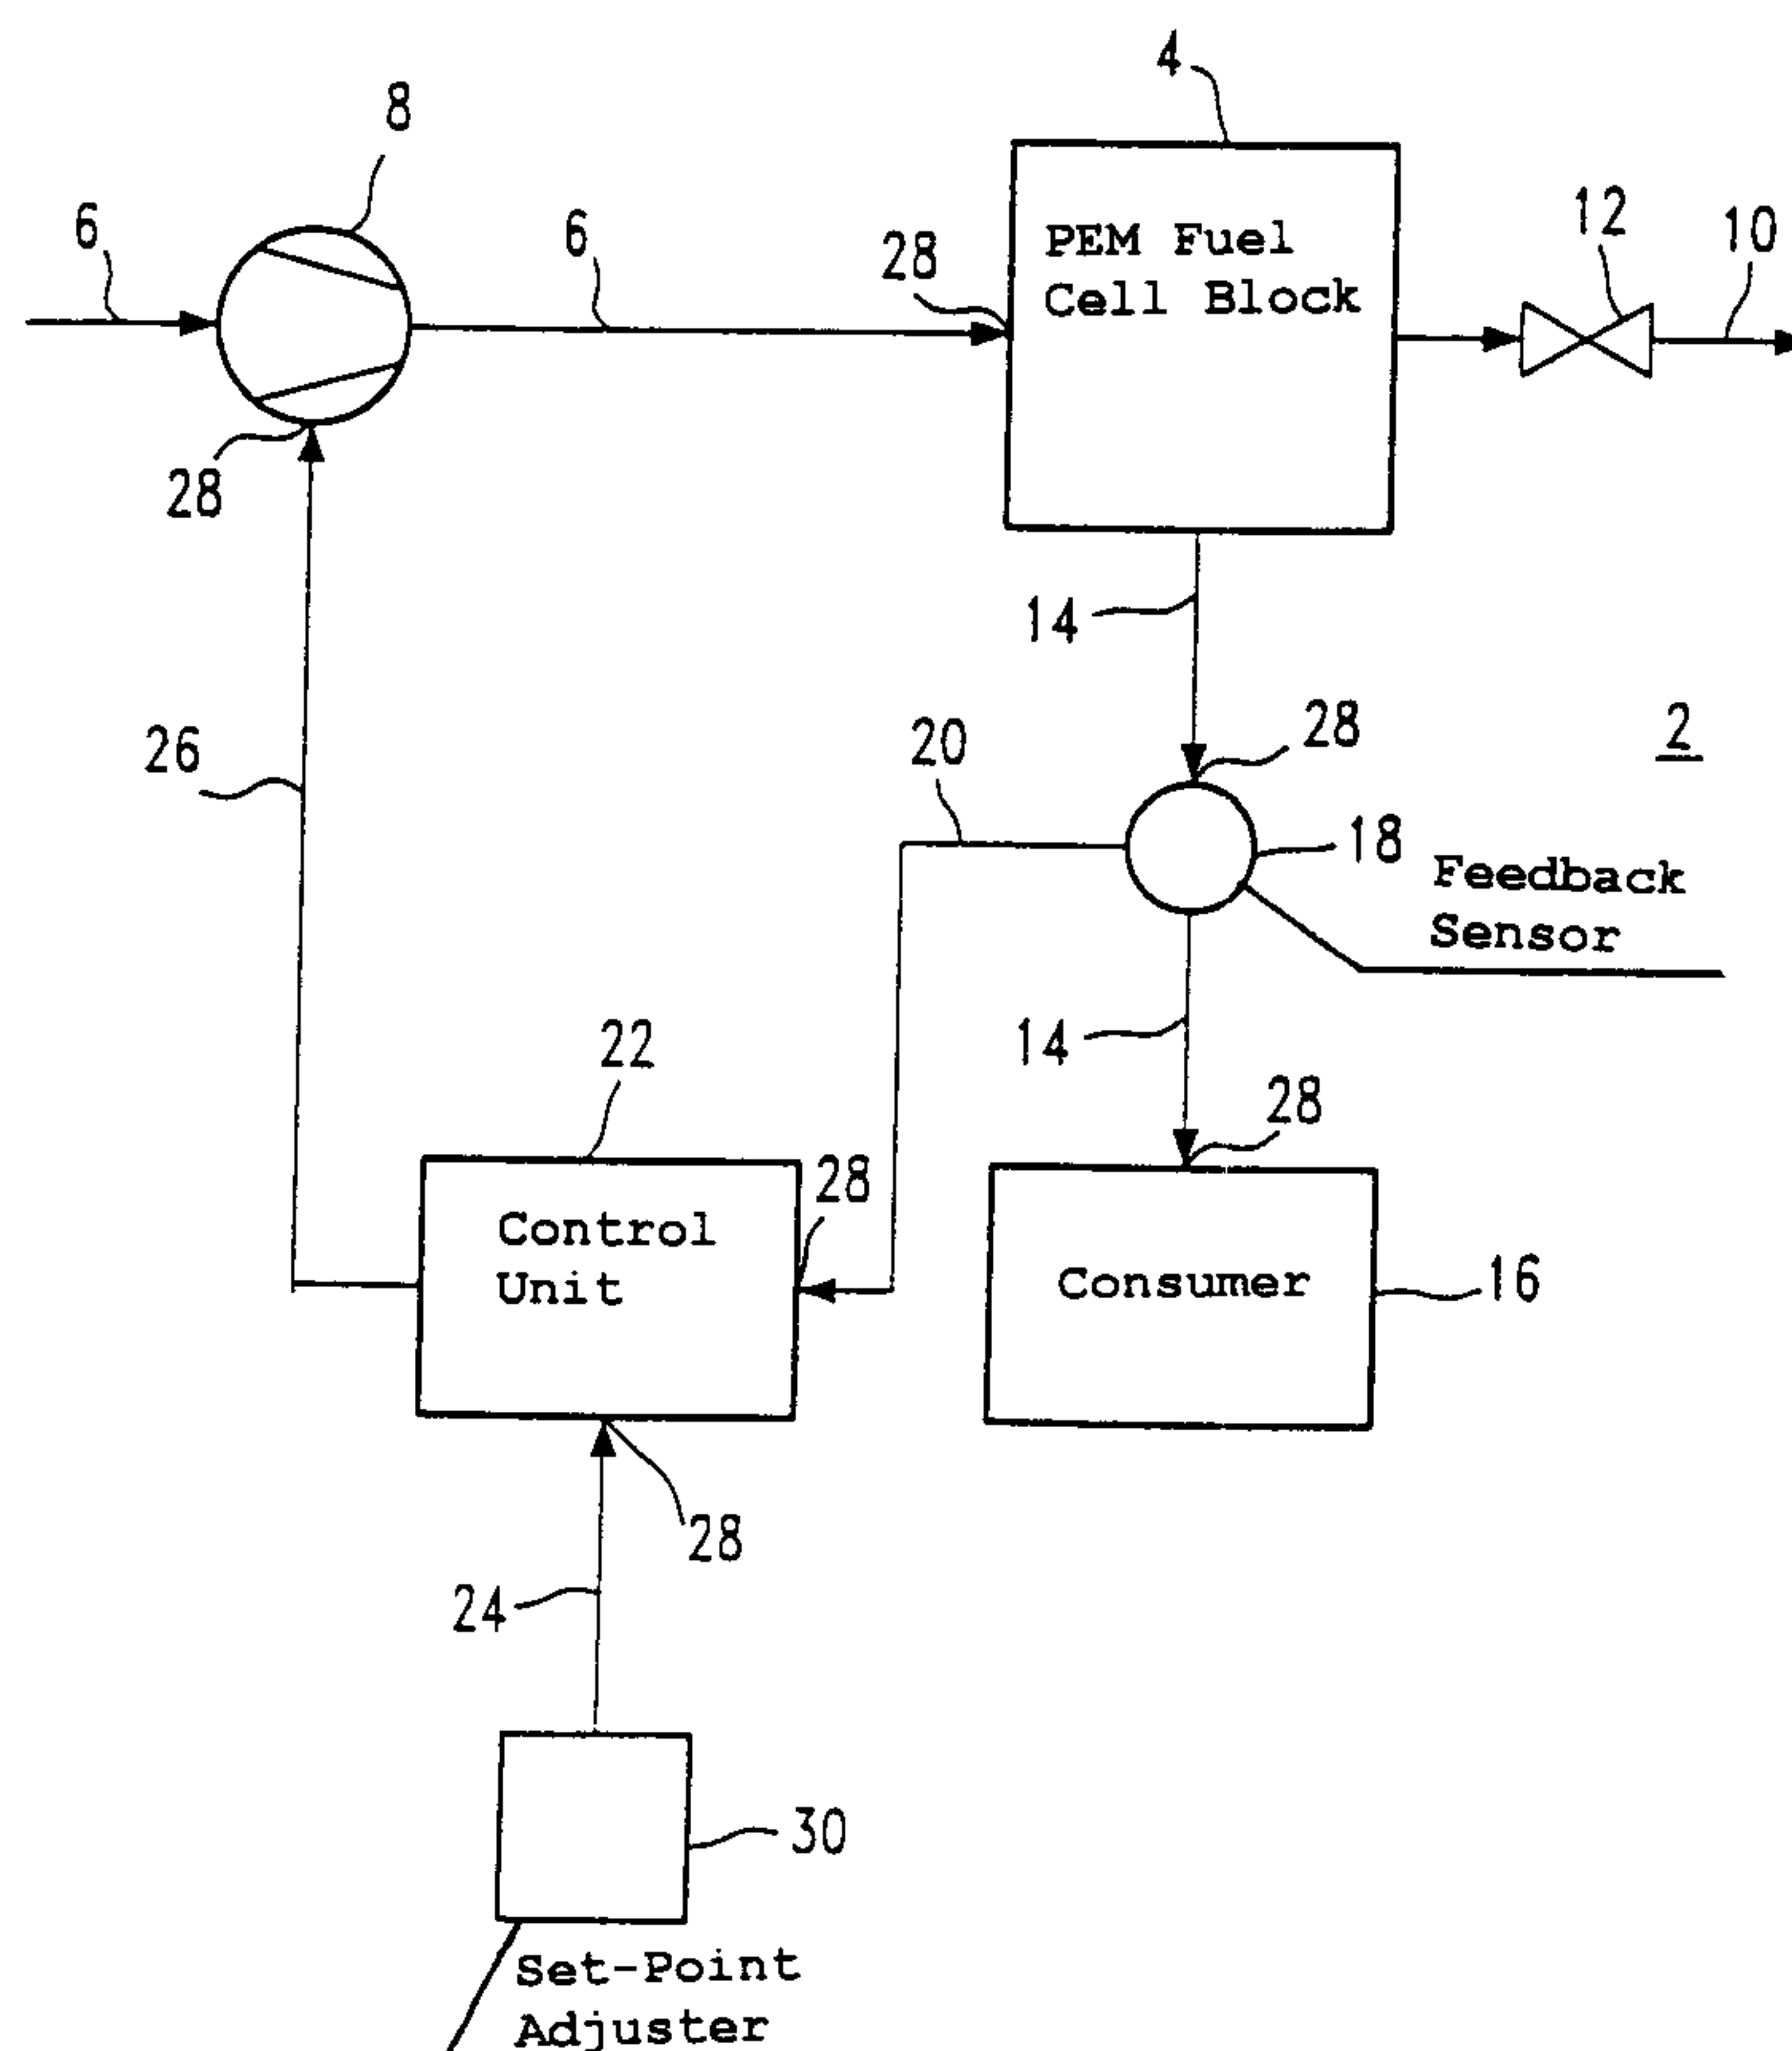 4
8
6
6
28
PEM Fuel
Cell Block
12
10
28
14
28
2
26
20
18
Feedback
Sensor
14
22
28
28
Control
Unit
Consumer
16
28
24
30
Set-Point
Adjuster